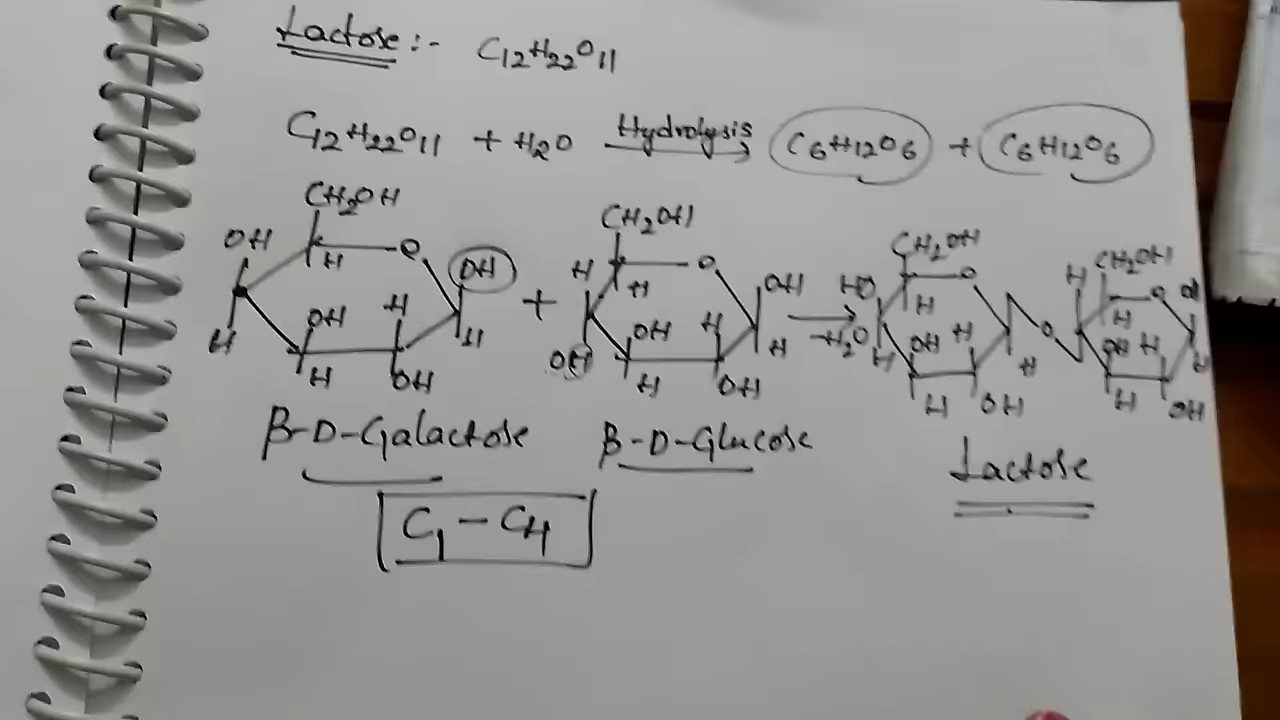 Lactose :- C12H22O11
C12H22O11 + H2O Hydrolysis C6H12O6 + C6H12O6
CH2OH CH2OH CH2OH CH2OH
OH O H OH H O OH HO O H O OH
H OH H H + OH OH H H -H2O H OH H H O OH H H
H OH H OH H OH H OH
β-D-Galactose β-D-Glucose Lactose
C1 - C4